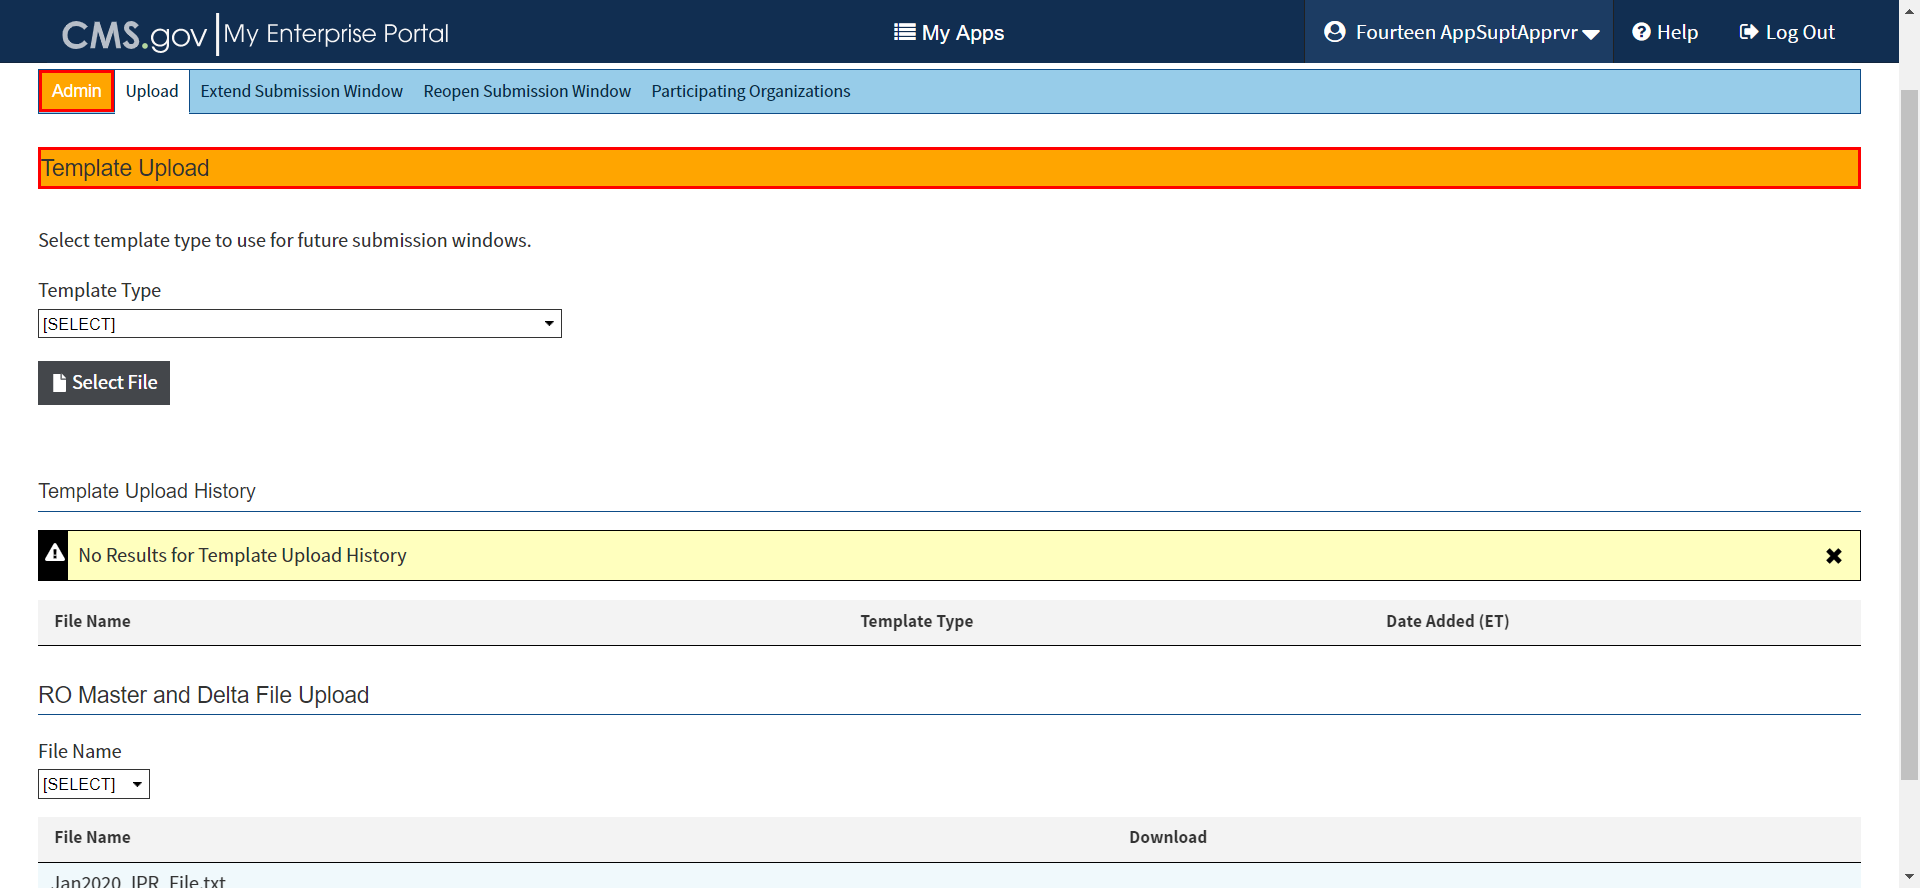 CMS.gov My Enterprise Portal My Apps Fourteen AppSuptApprvr Help Log Out
Admin Upload Extend Submission Window Reopen Submission Window Participating Organizations
Template Upload
Select template type to use for future submission windows.
Template Type
[SELECT]
Select File
Template Upload History
No Results for Template Upload History
File Name Template Type Date Added (ET)
RO Master and Delta File Upload
File Name
[SELECT]
File Name Download
Jan2020_IPR_File.txt